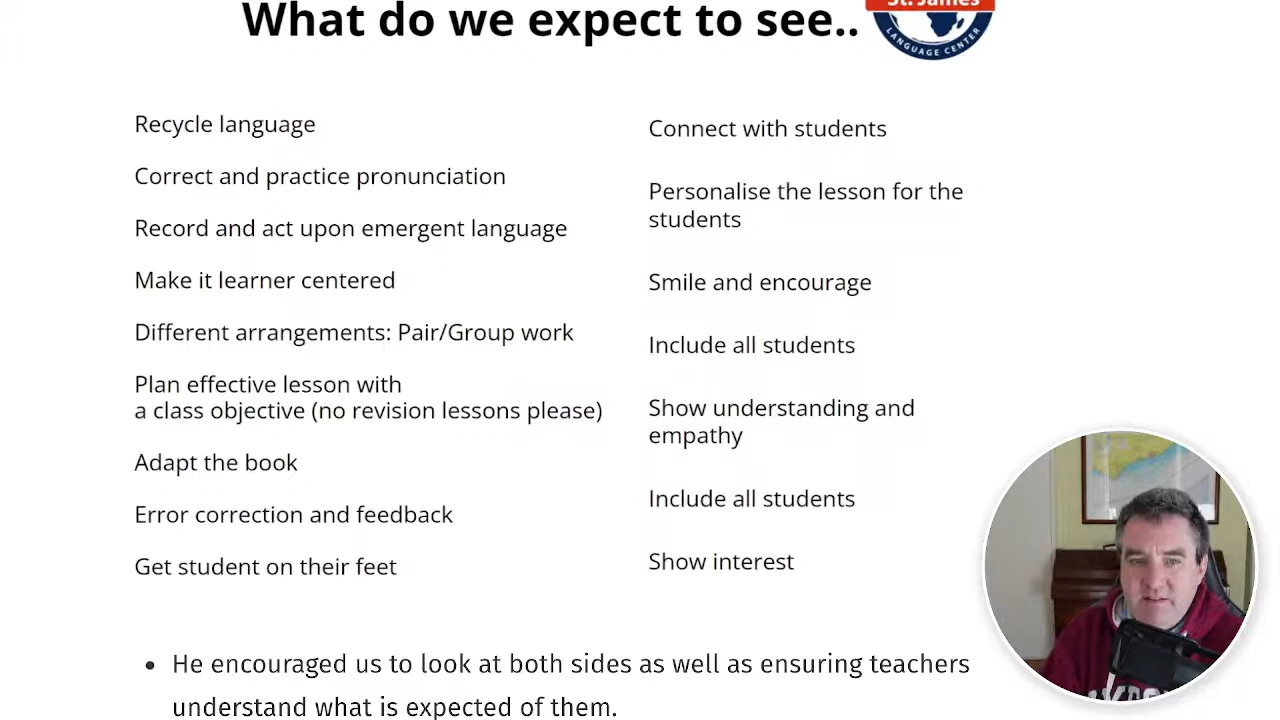 What do we expect to see..
St. James
LANGUAGE CENTER
Recycle language
Correct and practice pronunciation
Record and act upon emergent language
Make it learner centered
Different arrangements: Pair/Group work
Plan effective lesson with
a class objective (no revision lessons please)
Adapt the book
Error correction and feedback
Get student on their feet
Connect with students
Personalise the lesson for the
students
Smile and encourage
Include all students
Show understanding and
empathy
Include all students
Show interest
• He encouraged us to look at both sides as well as ensuring teachers
understand what is expected of them.